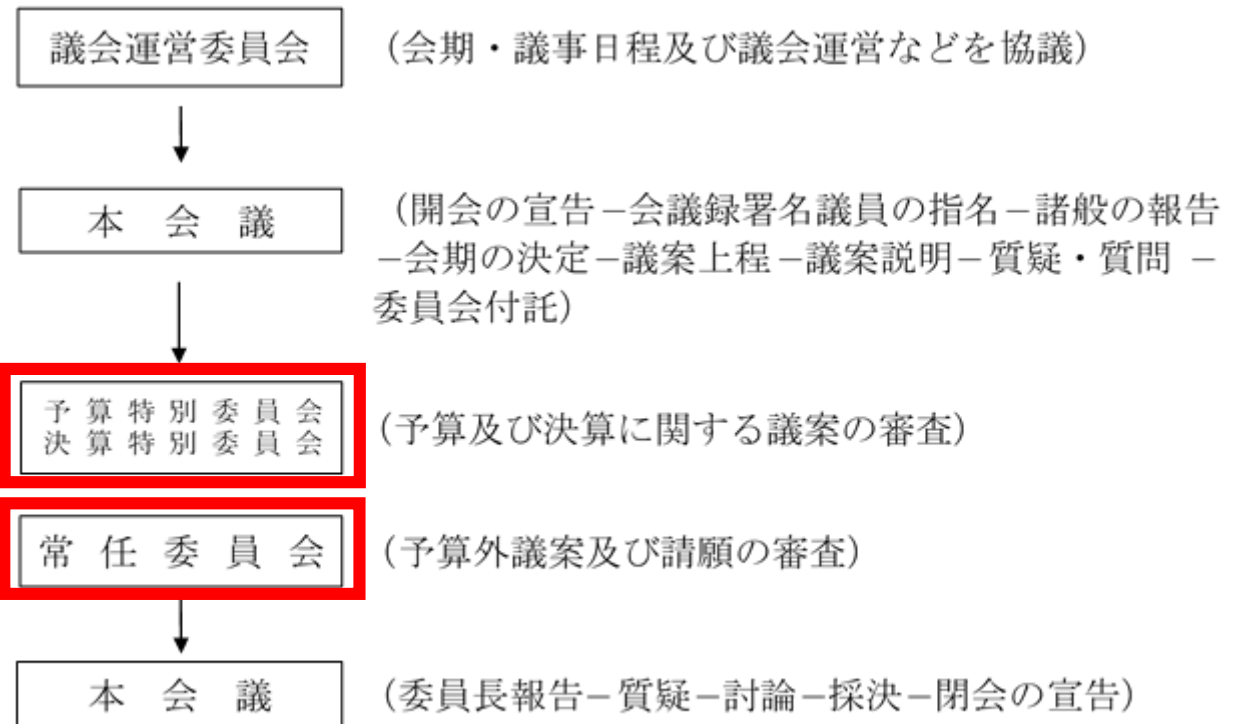 議会運営委員会 (会期・議事日程及び議会運営などを協議)
本 会 議 (開会の宣告−会議録署名議員の指名−諸般の報告
−会期の決定−議案上程−議案説明−質疑・質問 −
委員会付託)
予 算 特 別 委 員 会
決 算 特 別 委 員 会
(予算及び決算に関する議案の審査)
常 任 委 員 会 (予算外議案及び請願の審査)
本 会 議 (委員長報告−質疑−討論−採決−閉会の宣告)